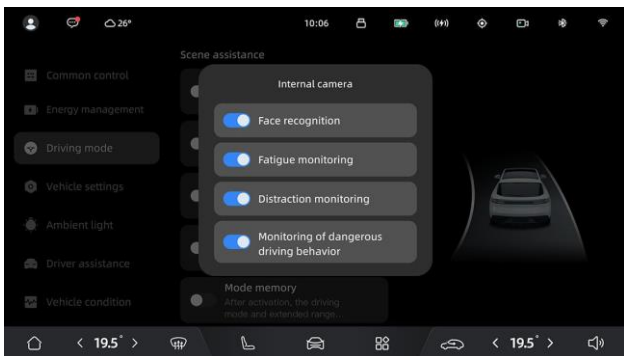 26°
10:06
Scene assistance
Internal camera
Common control
Face recognition
Energy management
Fatigue monitoring
Driving mode
Distraction monitoring
Vehicle settings
Monitoring of dangerous
driving behavior
Ambient light
Driver assistance
Mode memory
After activation, the driving
mode and extended range..
Vehicle condition
< 19.5° >
< 19.5° >